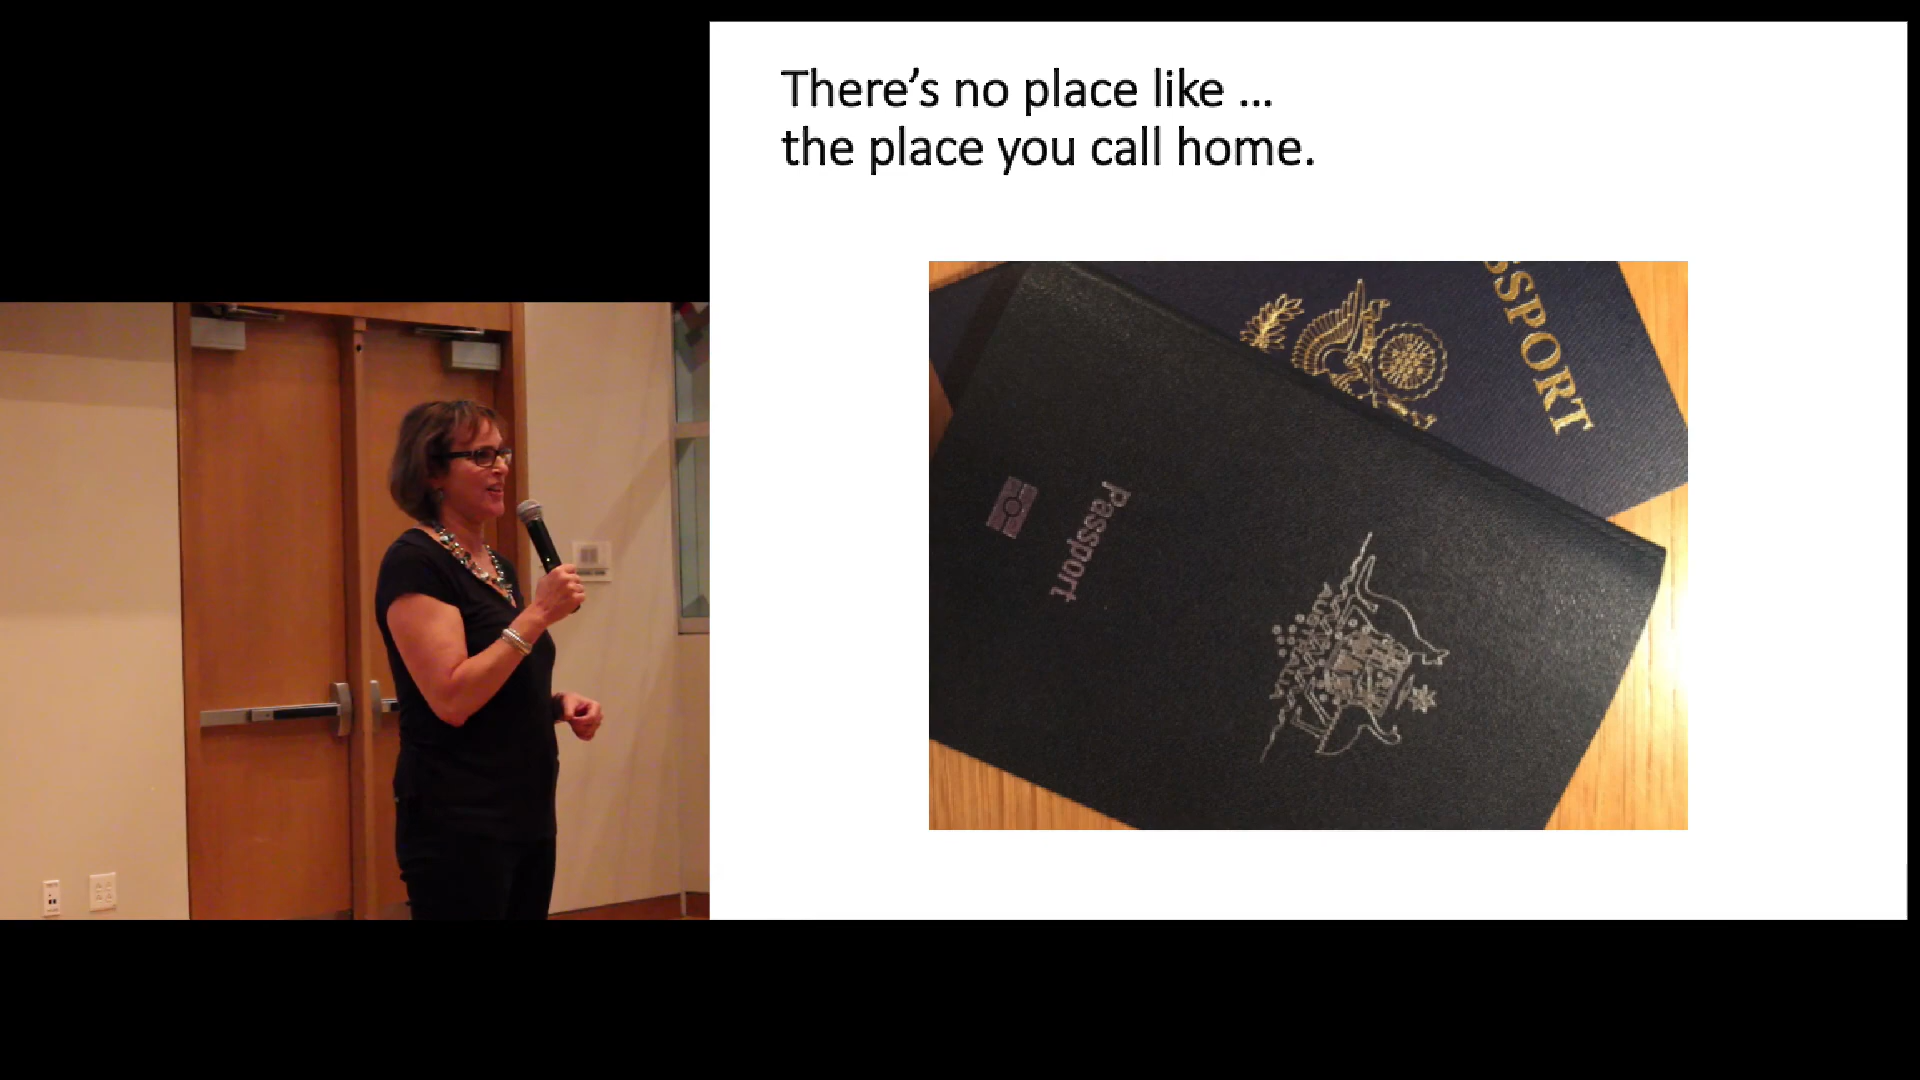 There's no place like ...
the place you call home.
SSPORT
Passport
AUSTRALIA